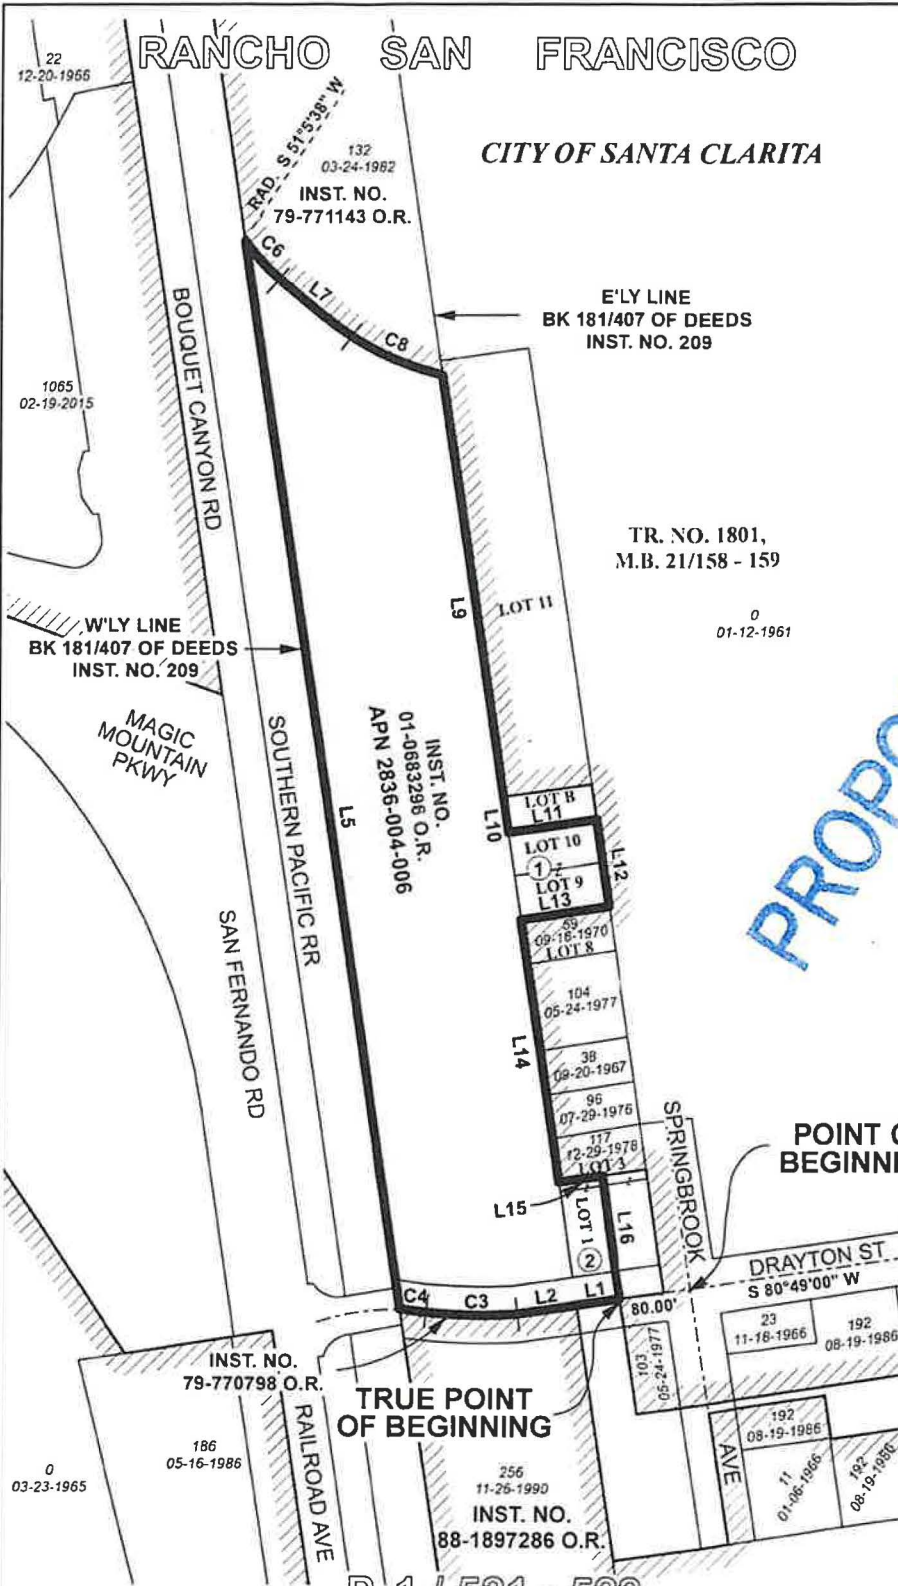 RANCHO SAN FRANCISCO
22
12-20-1966
CITY OF SANTA CLARITA
RAD. S 51°5'38" W
132
03-24-1982
INST. NO.
79-771143 O.R.
C6
L7
C8
E'LY LINE
BK 181/407 OF DEEDS
INST. NO. 209
BOUQUET CANYON RD
1065
02-19-2015
TR. NO. 1801,
M.B. 21/158 - 159
0
01-12-1961
L9
LOT 11
W'LY LINE
BK 181/407 OF DEEDS
INST. NO. 209
MAGIC
MOUNTAIN
PKWY
SOUTHERN PACIFIC RR
INST. NO.
01-0683296 O.R.
APN 2836-004-006
L5
L10
LOT B
L11
LOT 10
1
LOT 9
L13
L12
59
09-16-1970
LOT 8
104
05-24-1977
L14
38
09-20-1967
96
07-29-1976
117
12-29-1978
LOT 3
SAN FERNANDO RD
SPRINGBROOK
POINT
BEGINN
L15
LOT 1
2
L16
DRAYTON ST
S 80°49'00" W
C4
C3
L2
L1
80.00'
23
11-18-1966
192
08-19-1986
103
05-24-1977
INST. NO.
79-770798 O.R.
TRUE POINT
OF BEGINNING
RAILROAD AVE
186
05-16-1986
0
03-23-1965
256
11-26-1990
INST. NO.
88-1897286 O.R.
AVE
192
08-19-1986
11
01-06-1966
192
08-19-1986
PROPO